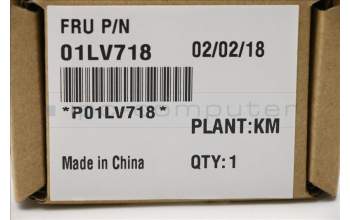 FRU P/N
01LV718 02/02/18
*P01LV718*
PLANT:KM
Made in China QTY:1